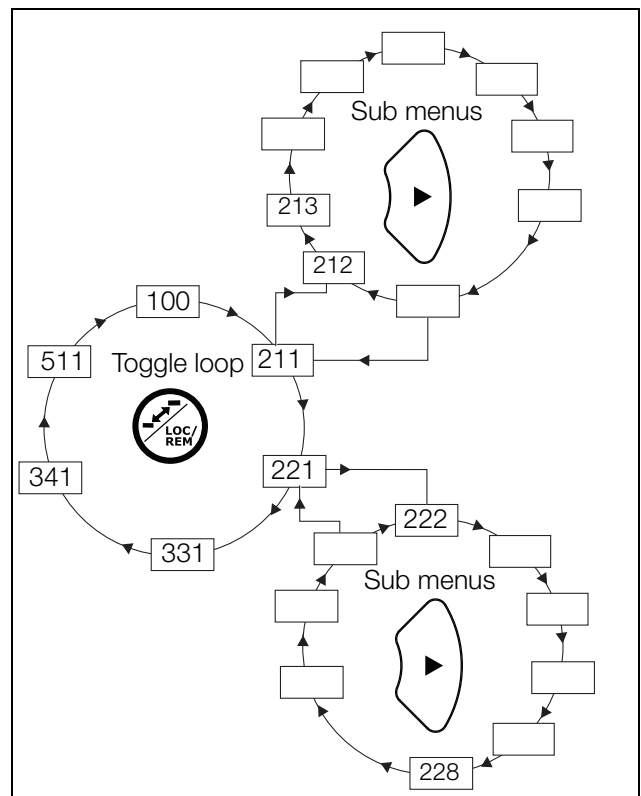 Sub menus
213
212
100
511
Toggle loop
211
LOC/
REM
341
221
331
222
Sub menus
228